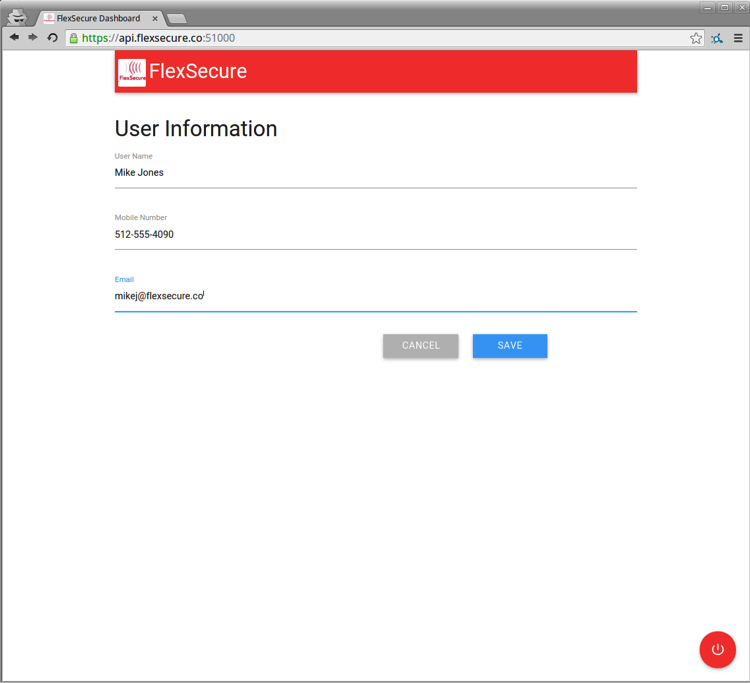 FlexSecure Dashboard
https://api.flexsecure.co:51000
FlexSecure FlexSecure
User Information
User Name
Mike Jones
Mobile Number
512-555-4090
Email
mikej@flexsecure.co
CANCEL SAVE